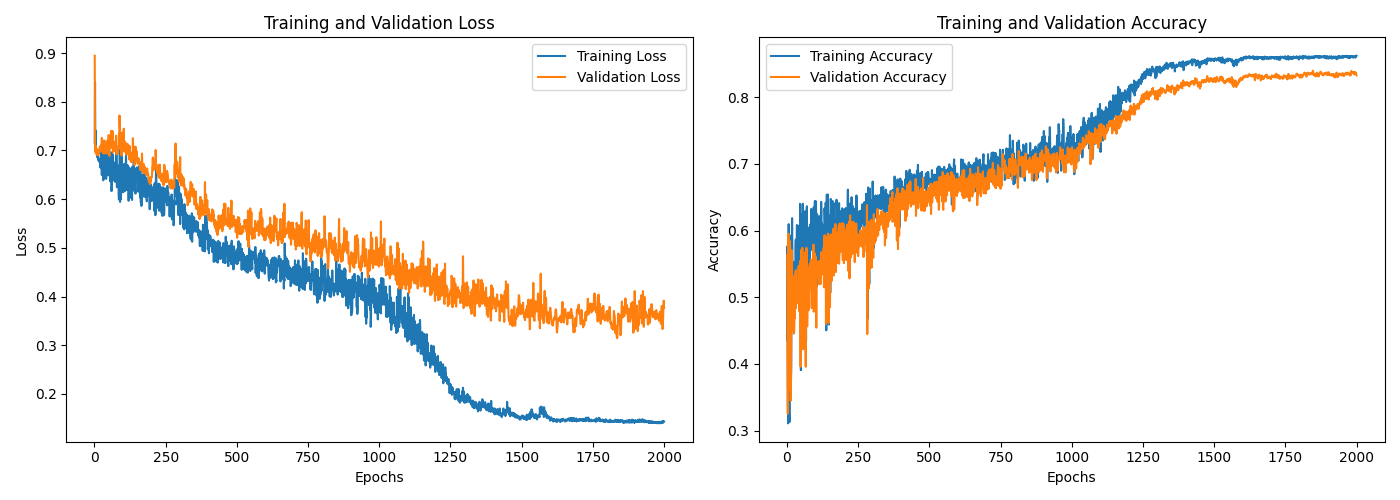 Training and Validation Loss
Training Loss
Validation Loss
Loss
0.9
0.8
0.7
0.6
0.5
0.4
0.3
0.2
0 250 500 750 1000 1250 1500 1750 2000
Epochs
Training and Validation Accuracy
Training Accuracy
Validation Accuracy
Accuracy
0.8
0.7
0.6
0.5
0.4
0.3
0 250 500 750 1000 1250 1500 1750 2000
Epochs